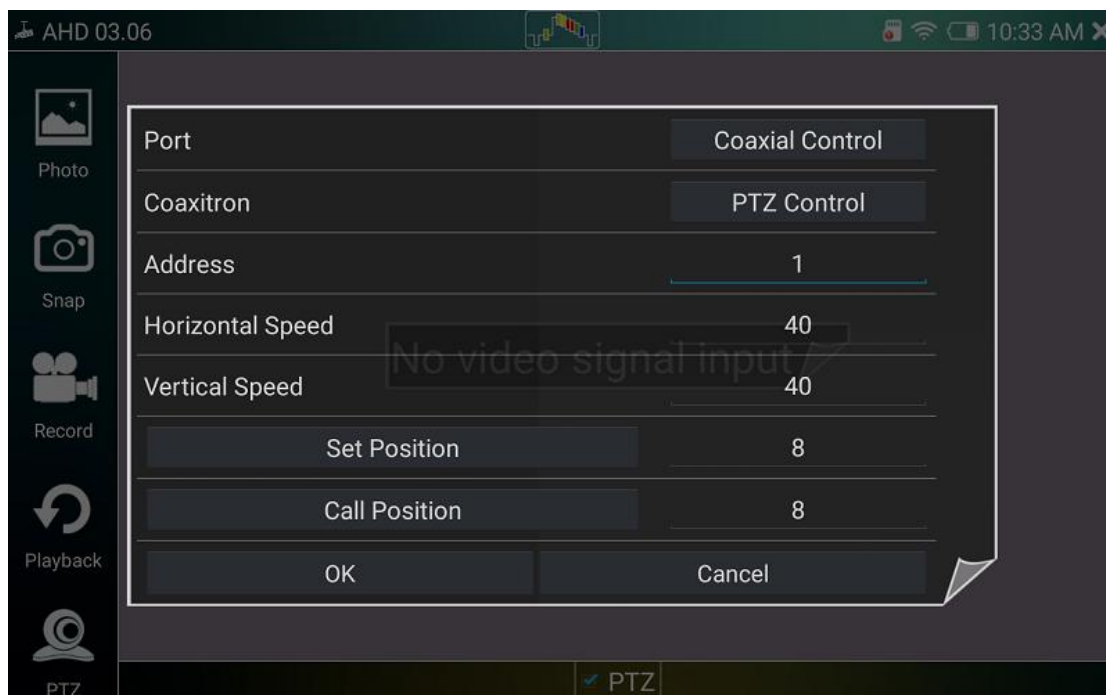 AHD 03.06
10:33 AM
Photo
Snap
Record
Playback
PTZ
Port
Coaxial Control
Coaxitron
PTZ Control
Address
1
Horizontal Speed
40
No video signal input
Vertical Speed
40
Set Position
8
Call Position
8
OK
Cancel
PTZ